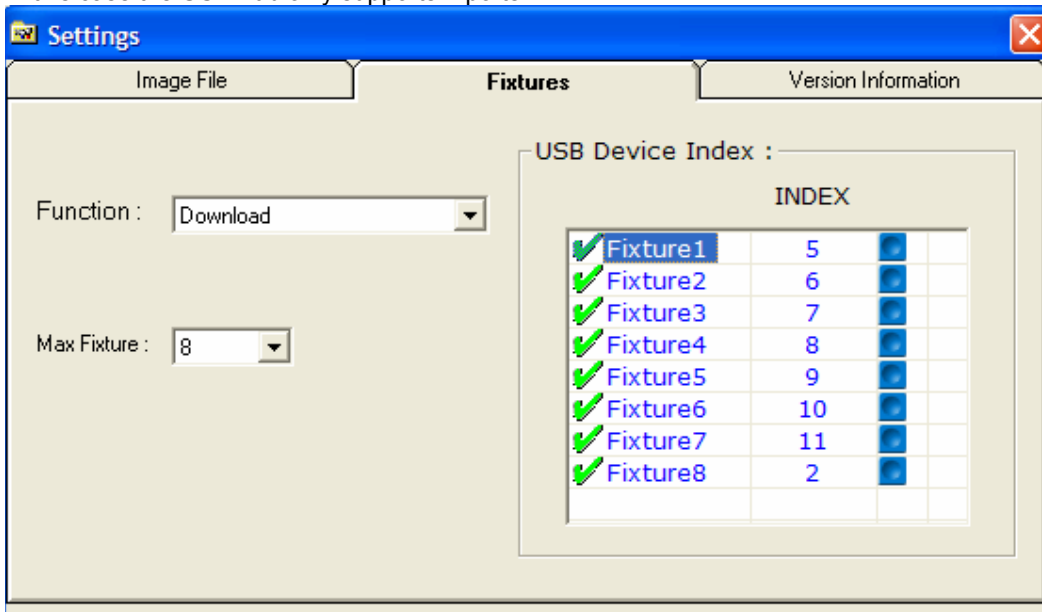 Settings
Image File
Fixtures
Version Information
USB Device Index :
INDEX
Function :
Download
Fixture1 5
Fixture2 6
Fixture3 7
Fixture4 8
Max Fixture :
8
Fixture5 9
Fixture6 10
Fixture7 11
Fixture8 2